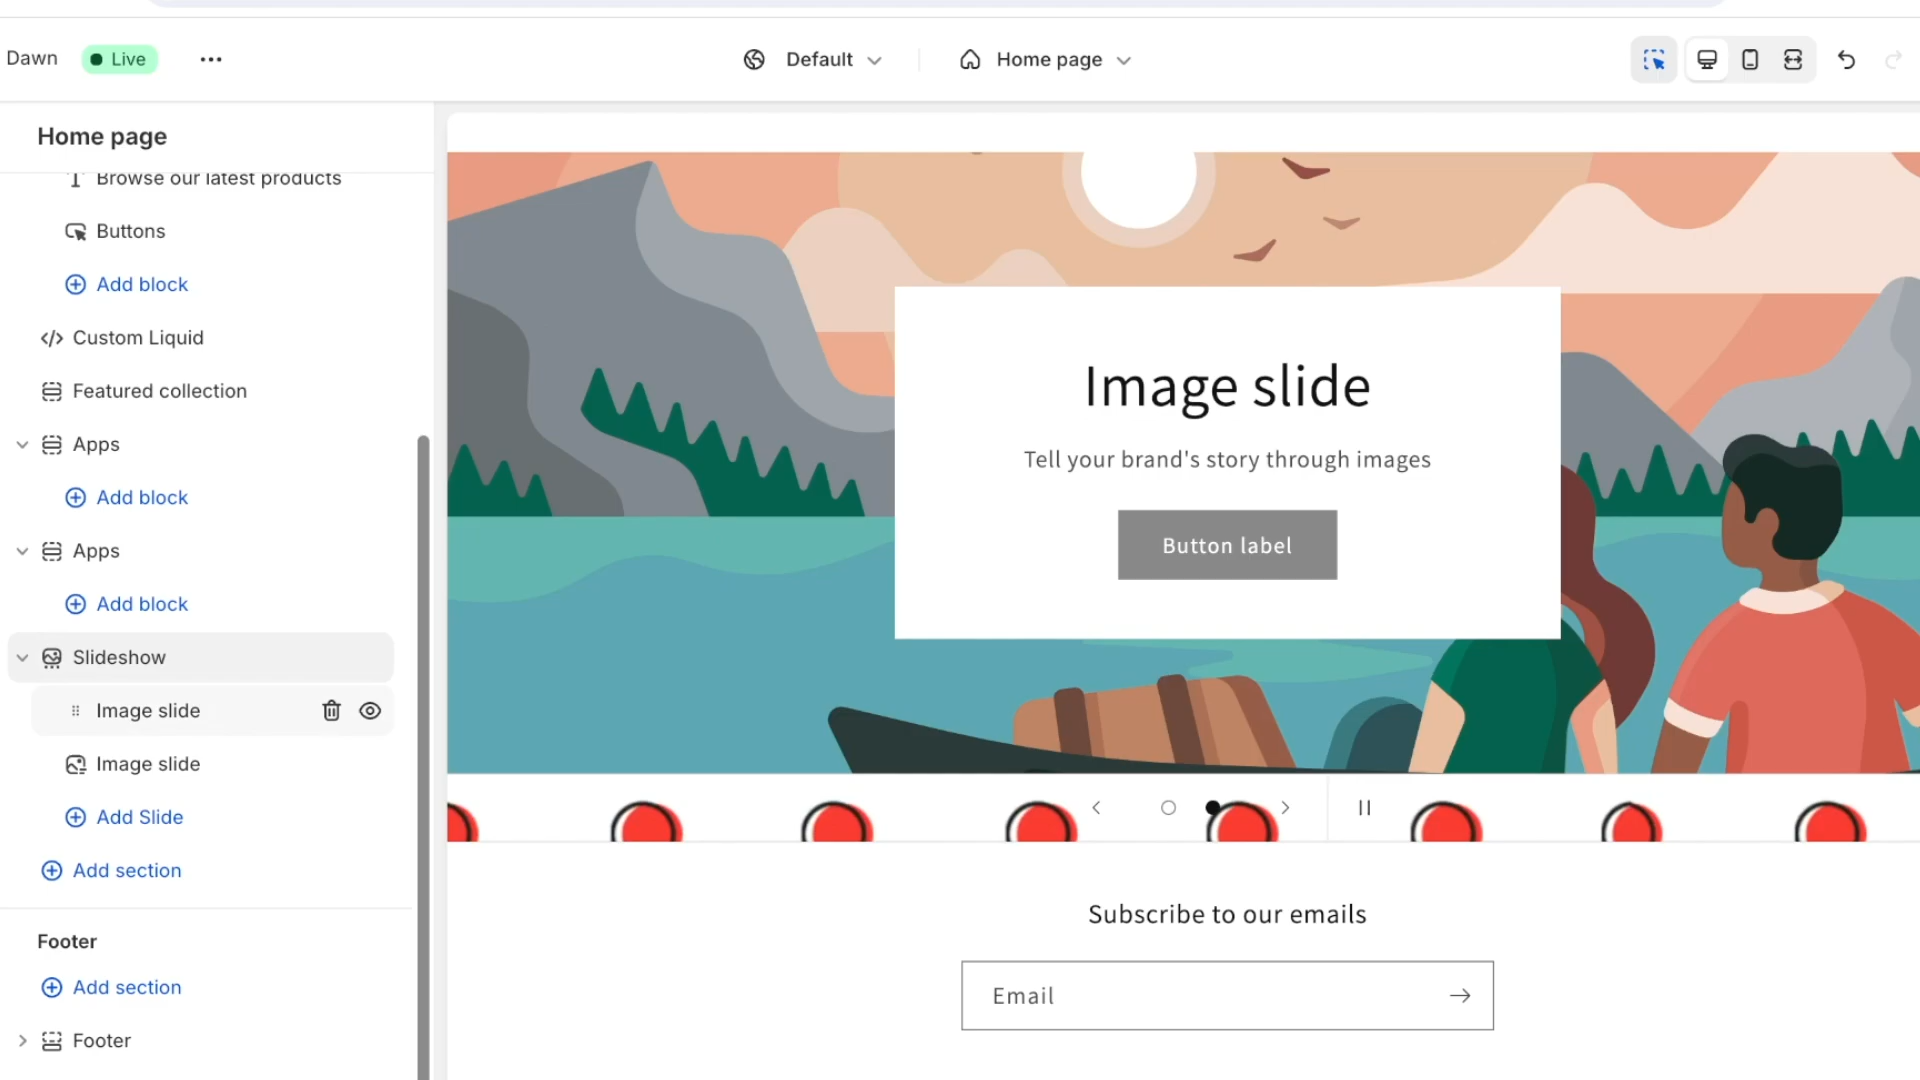 Dawn
Live
Default
Home page
Home page
Browse our latest products
Buttons
Add block
Custom Liquid
Featured collection
Apps
Add block
Apps
Add block
Slideshow
Image slide
Image slide
Add Slide
Add section
Footer
Add section
Footer
Image slide
Tell your brand's story through images
Button label
Subscribe to our emails
Email